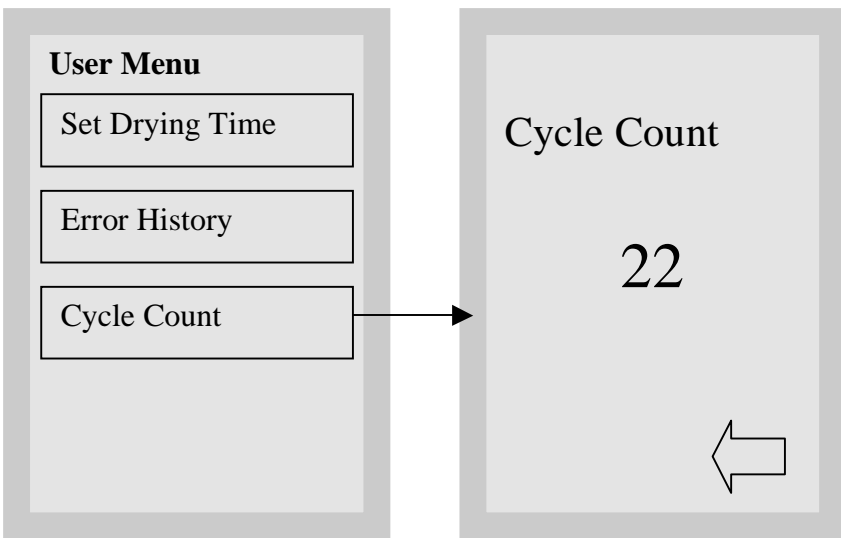 User Menu
Set Drying Time
Error History
Cycle Count
Cycle Count
22